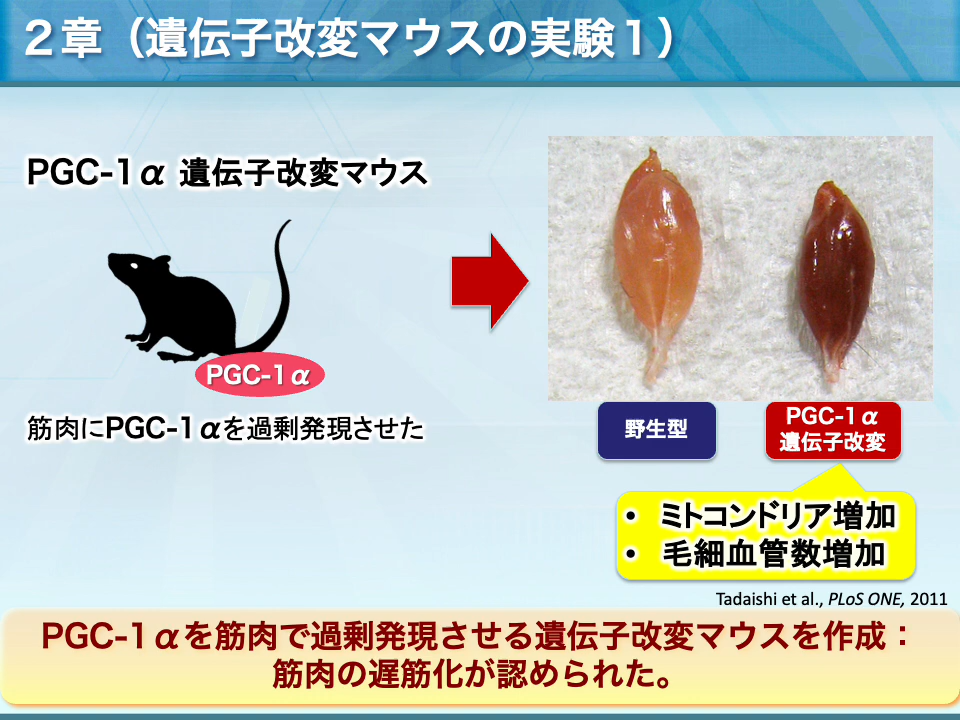 ２章（遺伝子改変マウスの実験１）
PGC-1α 遺伝子改変マウス
PGC-1α
筋肉にPGC-1αを過剰発現させた
野生型
PGC-1α
遺伝子改変
• ミトコンドリア増加
• 毛細血管数増加
Tadaishi et al., PLoS ONE, 2011
PGC-1αを筋肉で過剰発現させる遺伝子改変マウスを作成：
筋肉の遅筋化が認められた。